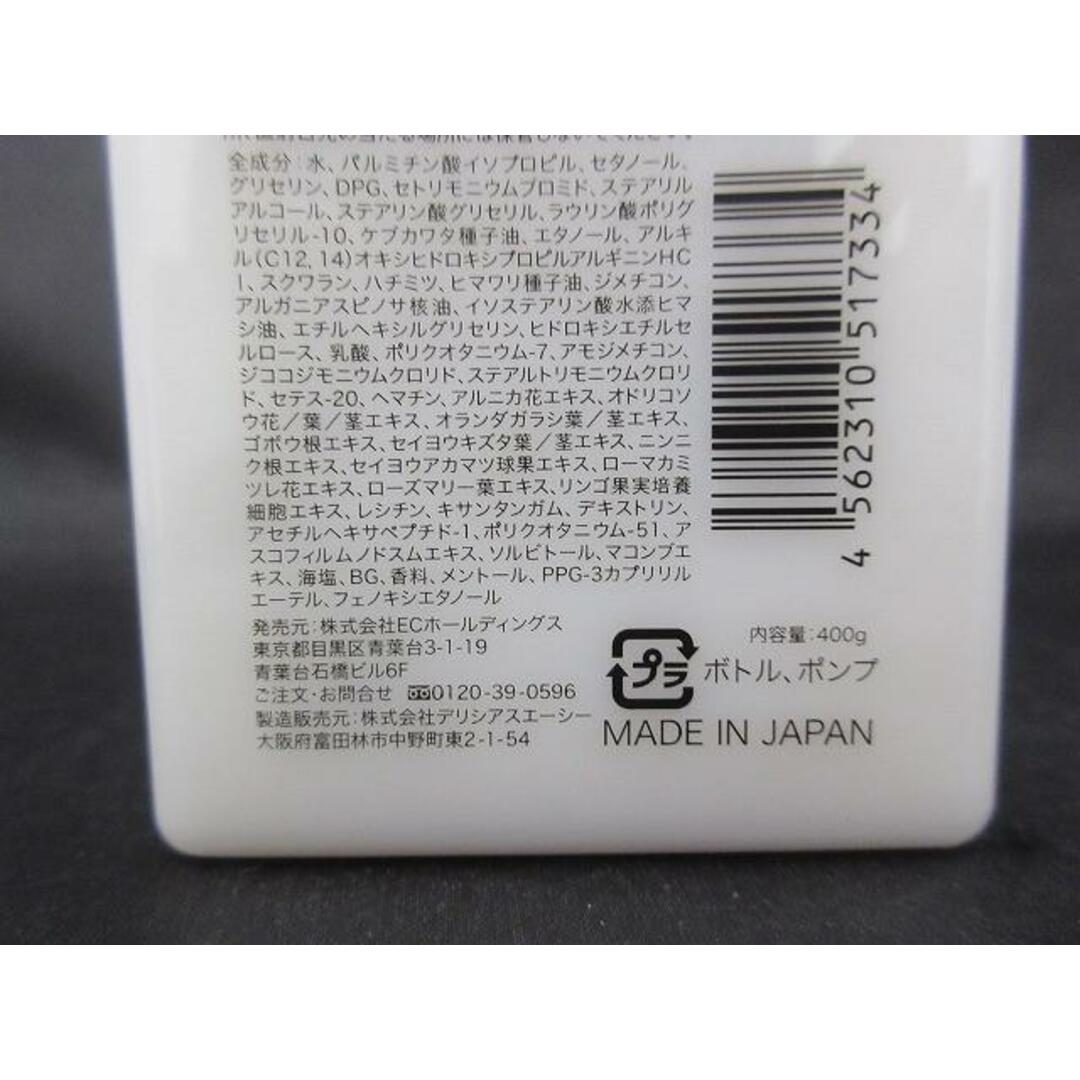 全成分：水、パルミチン酸イソプロピル、セタノール、
グリセリン、DPG、セトリモニウムブロミド、ステアリル
アルコール、ステアリン酸グリセリル、ラウリン酸ポリグ
リセリル-10、ケブカワタ種子油、エタノール、アルキ
ル（C12,14）オキシヒドロキシプロピルアルギニンHC
l、スクワラン、ハチミツ、ヒマワリ種子油、ジメチコン、
アルガニアスピノサ核油、イソステアリン酸水添ヒマ
シ油、エチルヘキシルグリセリン、ヒドロキシエチルセ
ルロース、乳酸、ポリクオタニウム-7、アモジメチコン、
ジココジモニウムクロリド、ステアルトリモニウムクロリ
ド、セテス-20、ヘマチン、アルニカ花エキス、オドリコソ
ウ花／葉／茎エキス、オランダガラシ葉／茎エキス、
ゴボウ根エキス、セイヨウキズタ葉／茎エキス、ニンニ
ク根エキス、セイヨウアカマツ球果エキス、ローマカミ
ツレ花エキス、ローズマリー葉エキス、リンゴ果実培養
細胞エキス、レシチン、キサンタンガム、デキストリン、
アセチルヘキサペプチド-1、ポリクオタニウム-51、ア
スコフィルムノドスムエキス、ソルビトール、マコンブエ
キス、海塩、BG、香料、メントール、PPG-3カプリリル
エーテル、フェノキシエタノール
発売元：株式会社ECホールディングス
東京都目黒区青葉台3-1-19
青葉台石橋ビル6F
ご注文・お問合せ 0120-39-0596
製造販売元：株式会社デリシアスエーシー
大阪府富田林市中野町東2-1-54
4562310517334
内容量：400g
プラ ボトル、ポンプ
MADE IN JAPAN